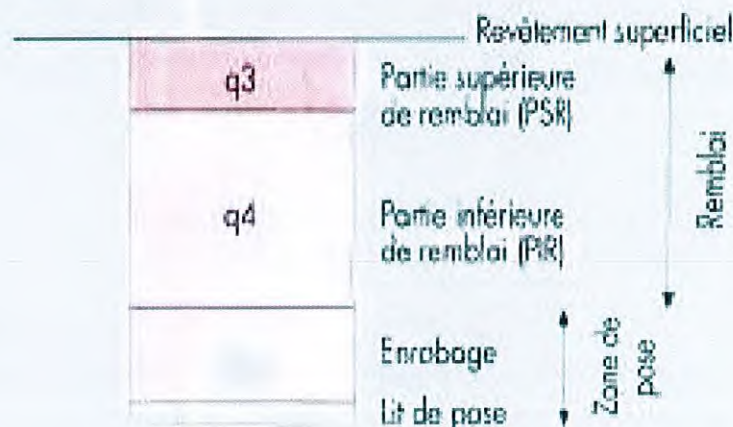 Revêtement superficiel
q3
Partie supérieure
de remblai (PSR)
q4
Partie inférieure
de remblai (PIR)
Remblai
Enrobage
Lit de pose
Zone de
pose